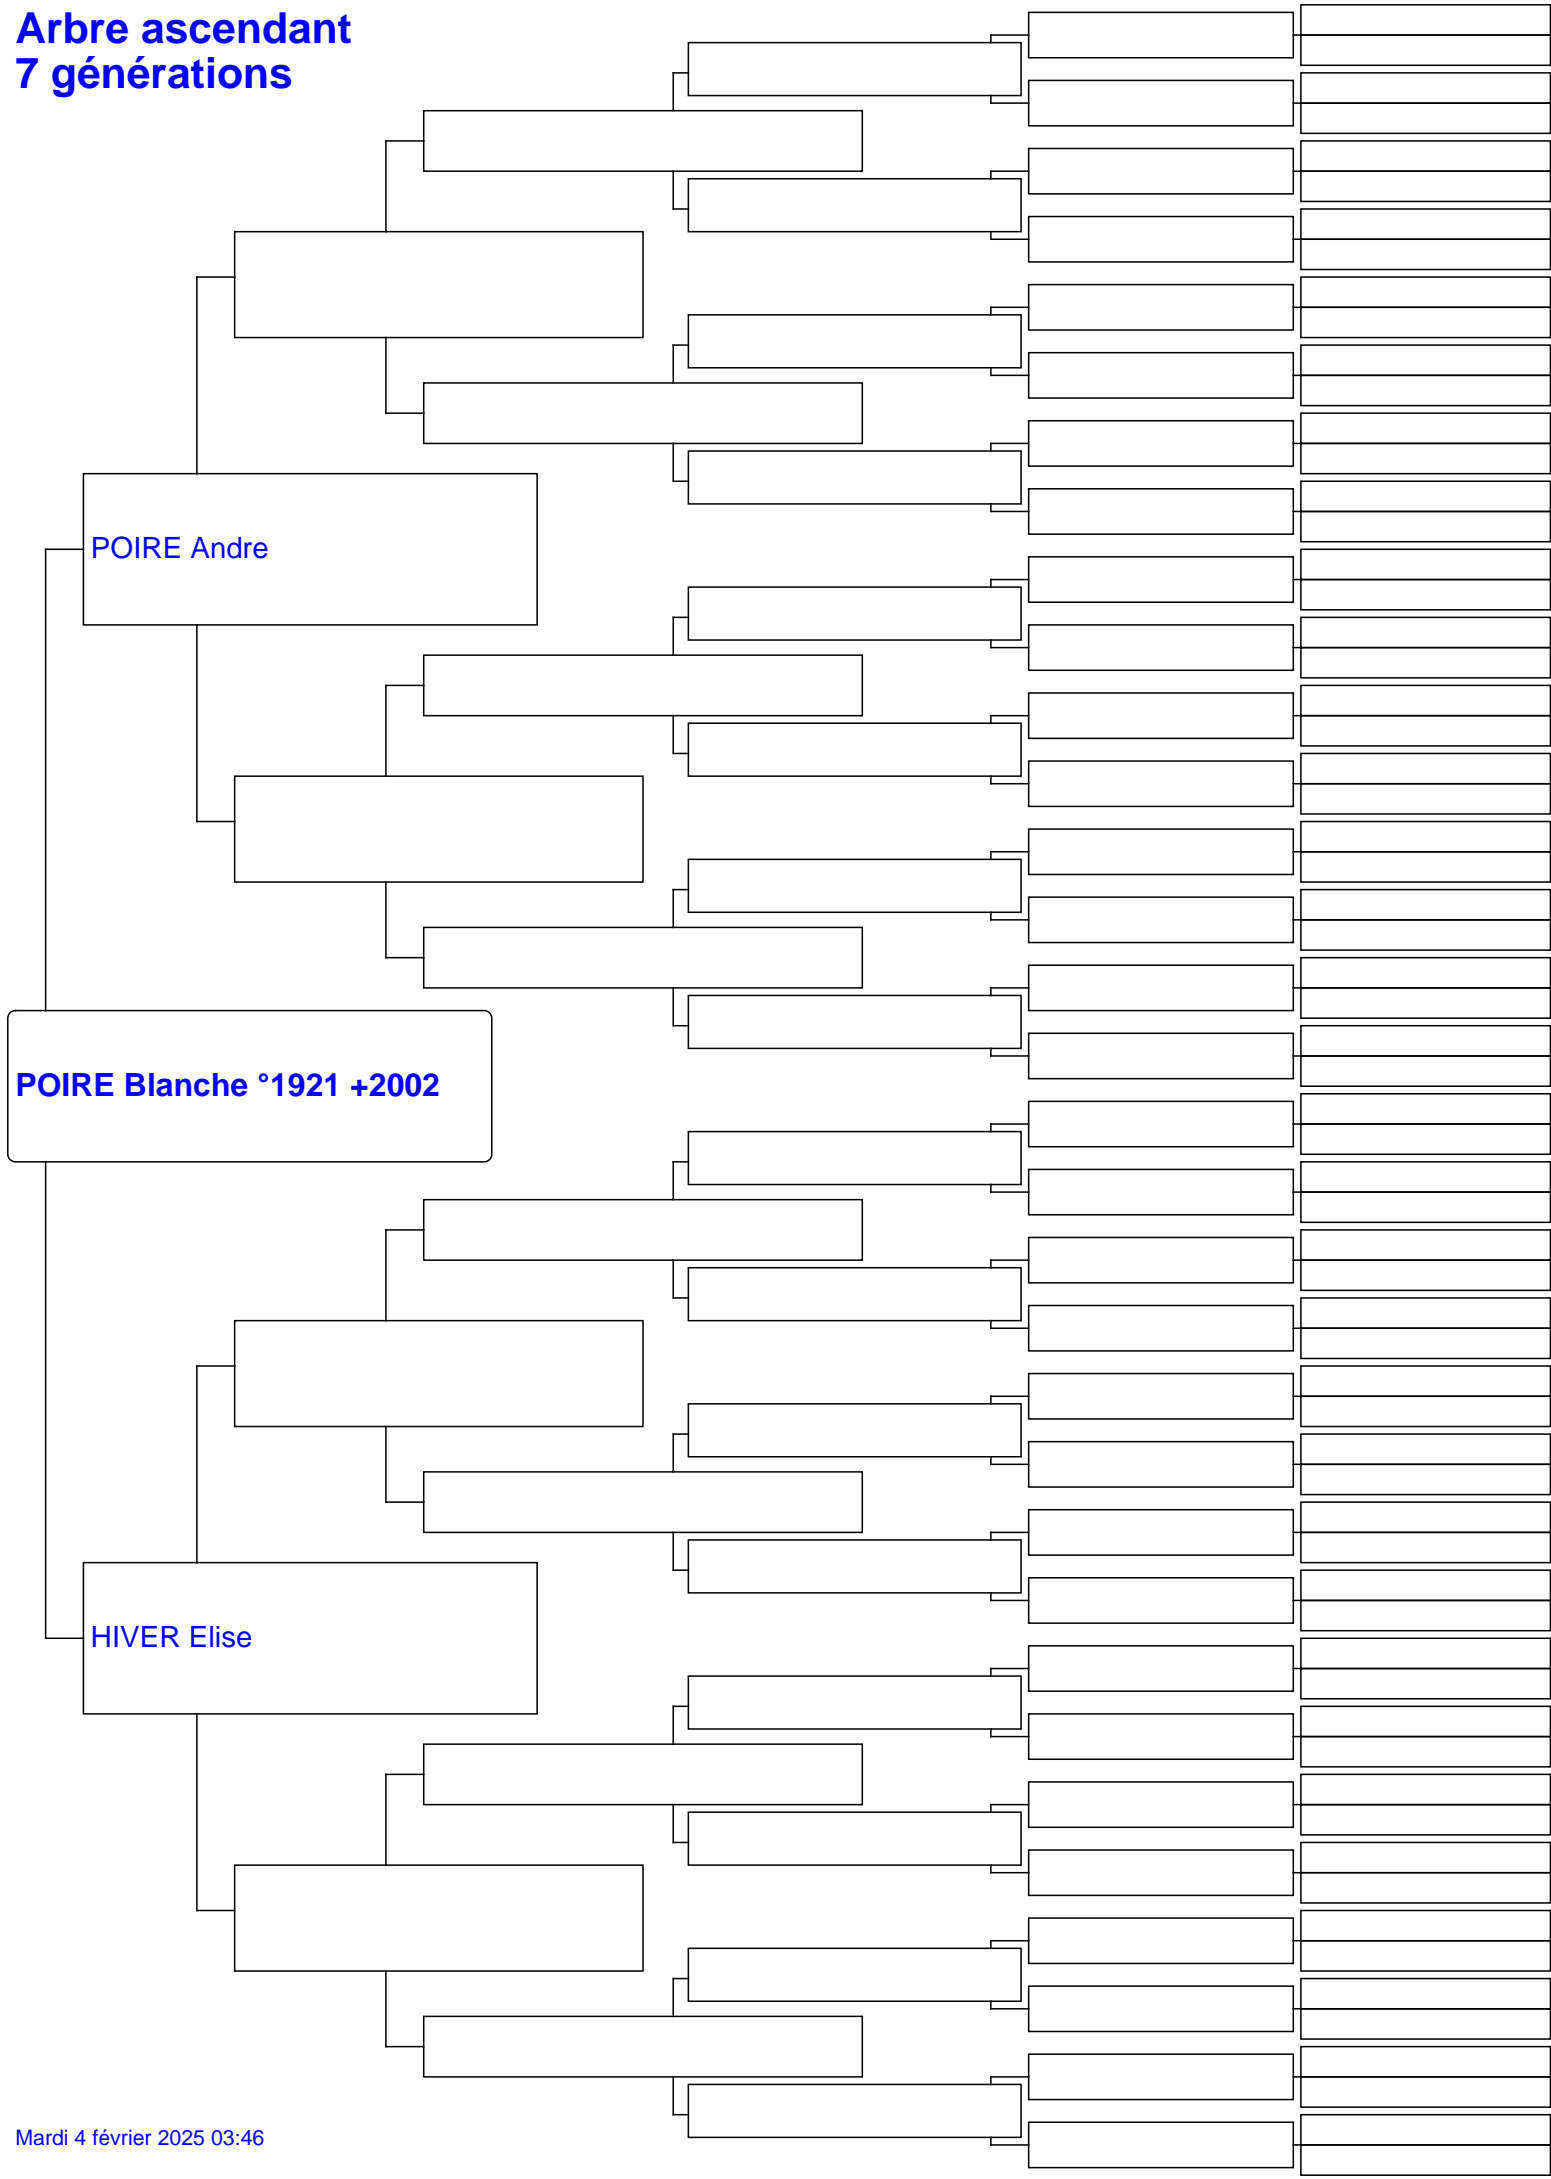 Arbre ascendant
7 générations
POIRE Andre
POIRE Blanche °1921 +2002
HIVER Elise
Mardi 4 février 2025 03:46